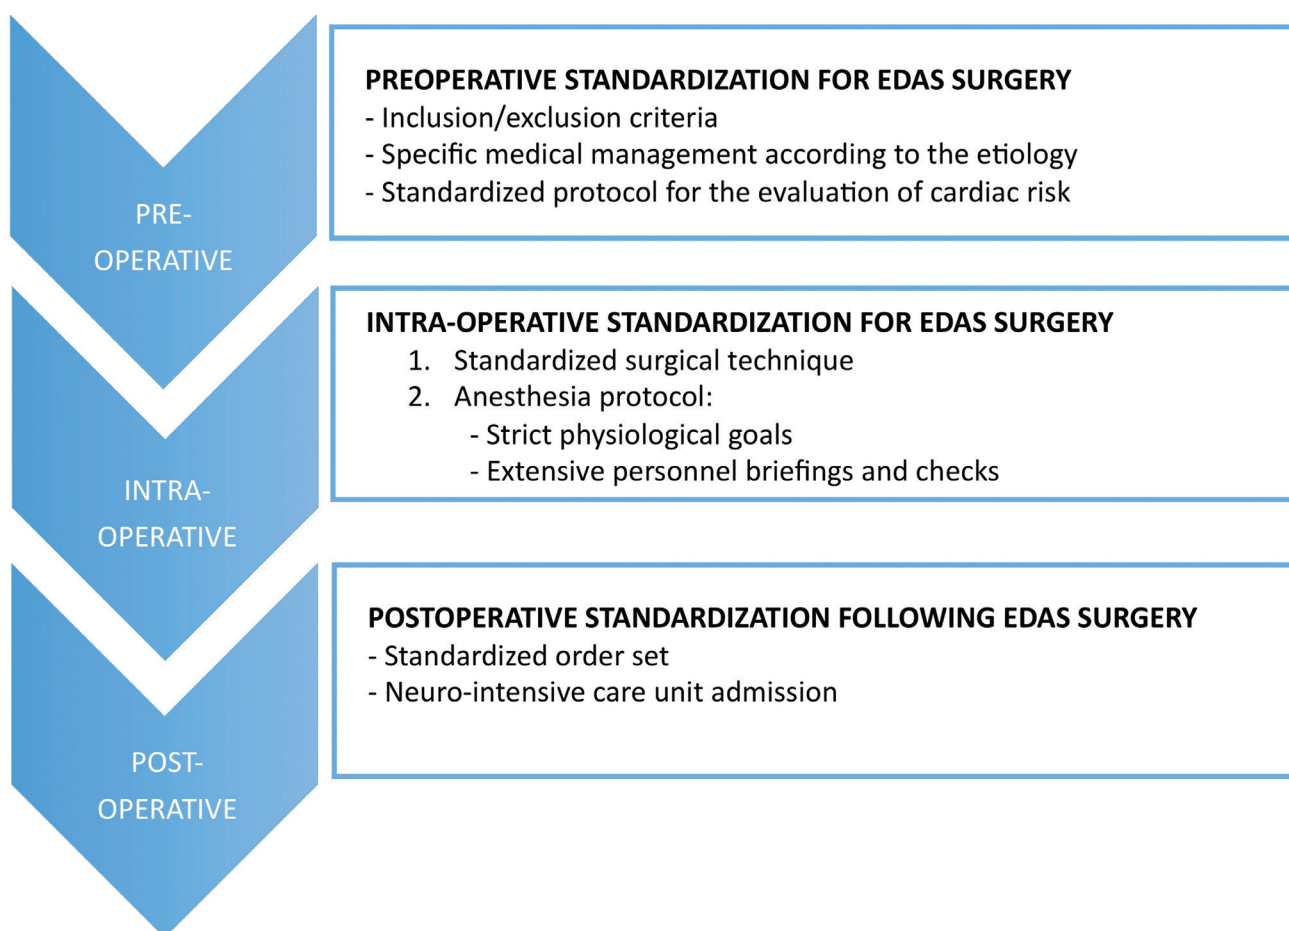 PRE-
OPERATIVE
PREOPERATIVE STANDARDIZATION FOR EDAS SURGERY
- Inclusion/exclusion criteria
- Specific medical management according to the etiology
- Standardized protocol for the evaluation of cardiac risk
INTRA-
OPERATIVE
INTRA-OPERATIVE STANDARDIZATION FOR EDAS SURGERY
1. Standardized surgical technique
2. Anesthesia protocol:
- Strict physiological goals
- Extensive personnel briefings and checks
POST-
OPERATIVE
POSTOPERATIVE STANDARDIZATION FOLLOWING EDAS SURGERY
- Standardized order set
- Neuro-intensive care unit admission